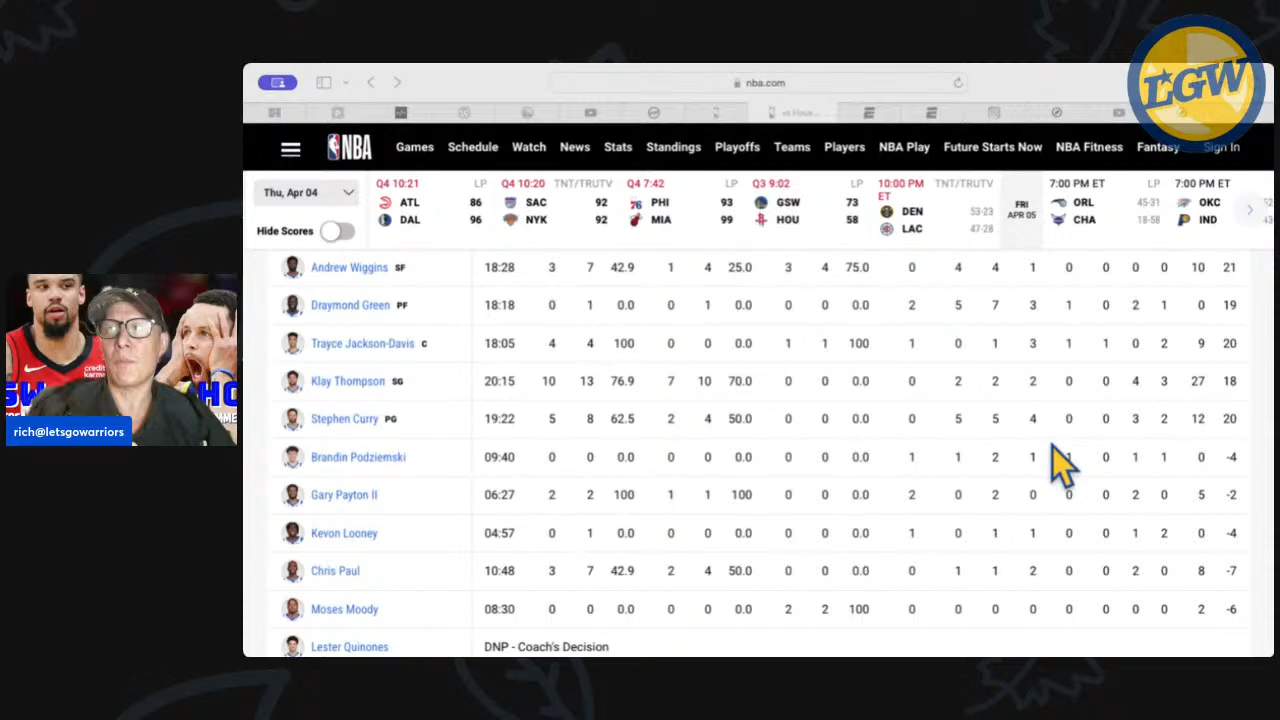 LGW
nba.com
vs Hous...
NBA Games Schedule Watch News Stats Standings Playoffs Teams Players NBA Play Future Starts Now NBA Fitness Fantasy Sign In
Thu, Apr 04
Hide Scores
Q4 10:21 LP
ATL 86
DAL 96
Q4 10:20 TNT/TRUTV
SAC 92
NYK 92
Q4 7:42 LP
PHI 93
MIA 99
Q3 9:02 LP
GSW 73
HOU 58
10:00 PM ET TNT/TRUTV
DEN 53-23
LAC 47-28
FRI
APR 05
7:00 PM ET LP
ORL 45-31
CHA 18-58
7:00 PM ET
OKC
IND
Andrew Wiggins SF 18:28 3 7 42.9 1 4 25.0 3 4 75.0 0 4 4 1 0 0 0 0 10 21
Draymond Green PF 18:18 0 1 0.0 0 1 0.0 0 0 0.0 2 5 7 3 1 0 2 1 0 19
Trayce Jackson-Davis C 18:05 4 4 100 0 0 0.0 1 1 100 1 0 1 3 1 1 0 2 9 20
Klay Thompson SG 20:15 10 13 76.9 7 10 70.0 0 0 0.0 0 2 2 2 0 0 4 3 27 18
Stephen Curry PG 19:22 5 8 62.5 2 4 50.0 0 0 0.0 0 5 5 4 0 0 3 2 12 20
Brandin Podziemski 09:40 0 0 0.0 0 0 0.0 0 0 0.0 1 1 2 1 1 0 1 1 0 -4
Gary Payton II 06:27 2 2 100 1 1 100 0 0 0.0 2 0 2 0 0 0 2 0 5 -2
Kevon Looney 04:57 0 1 0.0 0 0 0.0 0 0 0.0 1 0 1 1 0 0 1 2 0 -4
Chris Paul 10:48 3 7 42.9 2 4 50.0 0 0 0.0 0 1 1 2 0 0 2 0 8 -7
Moses Moody 08:30 0 0 0.0 0 0 0.0 2 2 100 0 0 0 0 0 0 0 0 2 -6
Lester Quinones DNP - Coach's Decision
credit karma
rich@letsgowarriors